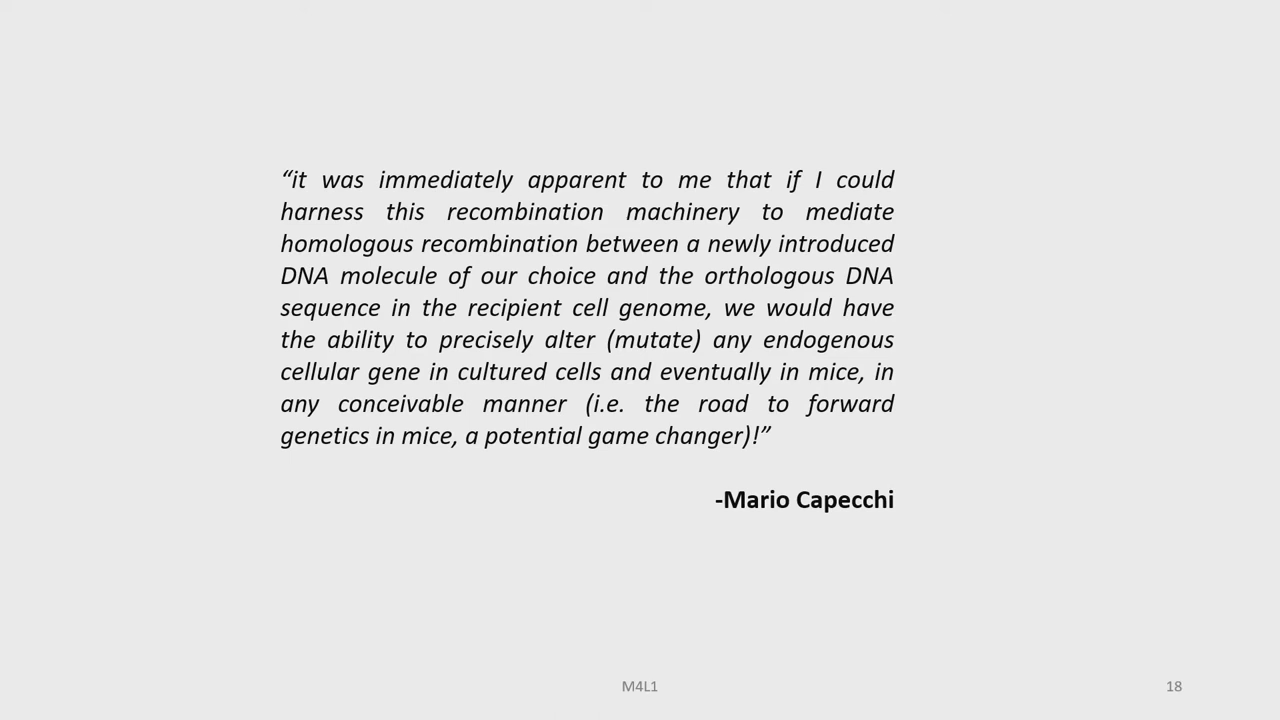 “it was immediately apparent to me that if I could
harness this recombination machinery to mediate
homologous recombination between a newly introduced
DNA molecule of our choice and the orthologous DNA
sequence in the recipient cell genome, we would have
the ability to precisely alter (mutate) any endogenous
cellular gene in cultured cells and eventually in mice, in
any conceivable manner (i.e. the road to forward
genetics in mice, a potential game changer)!”
-Mario Capecchi
M4L1
18